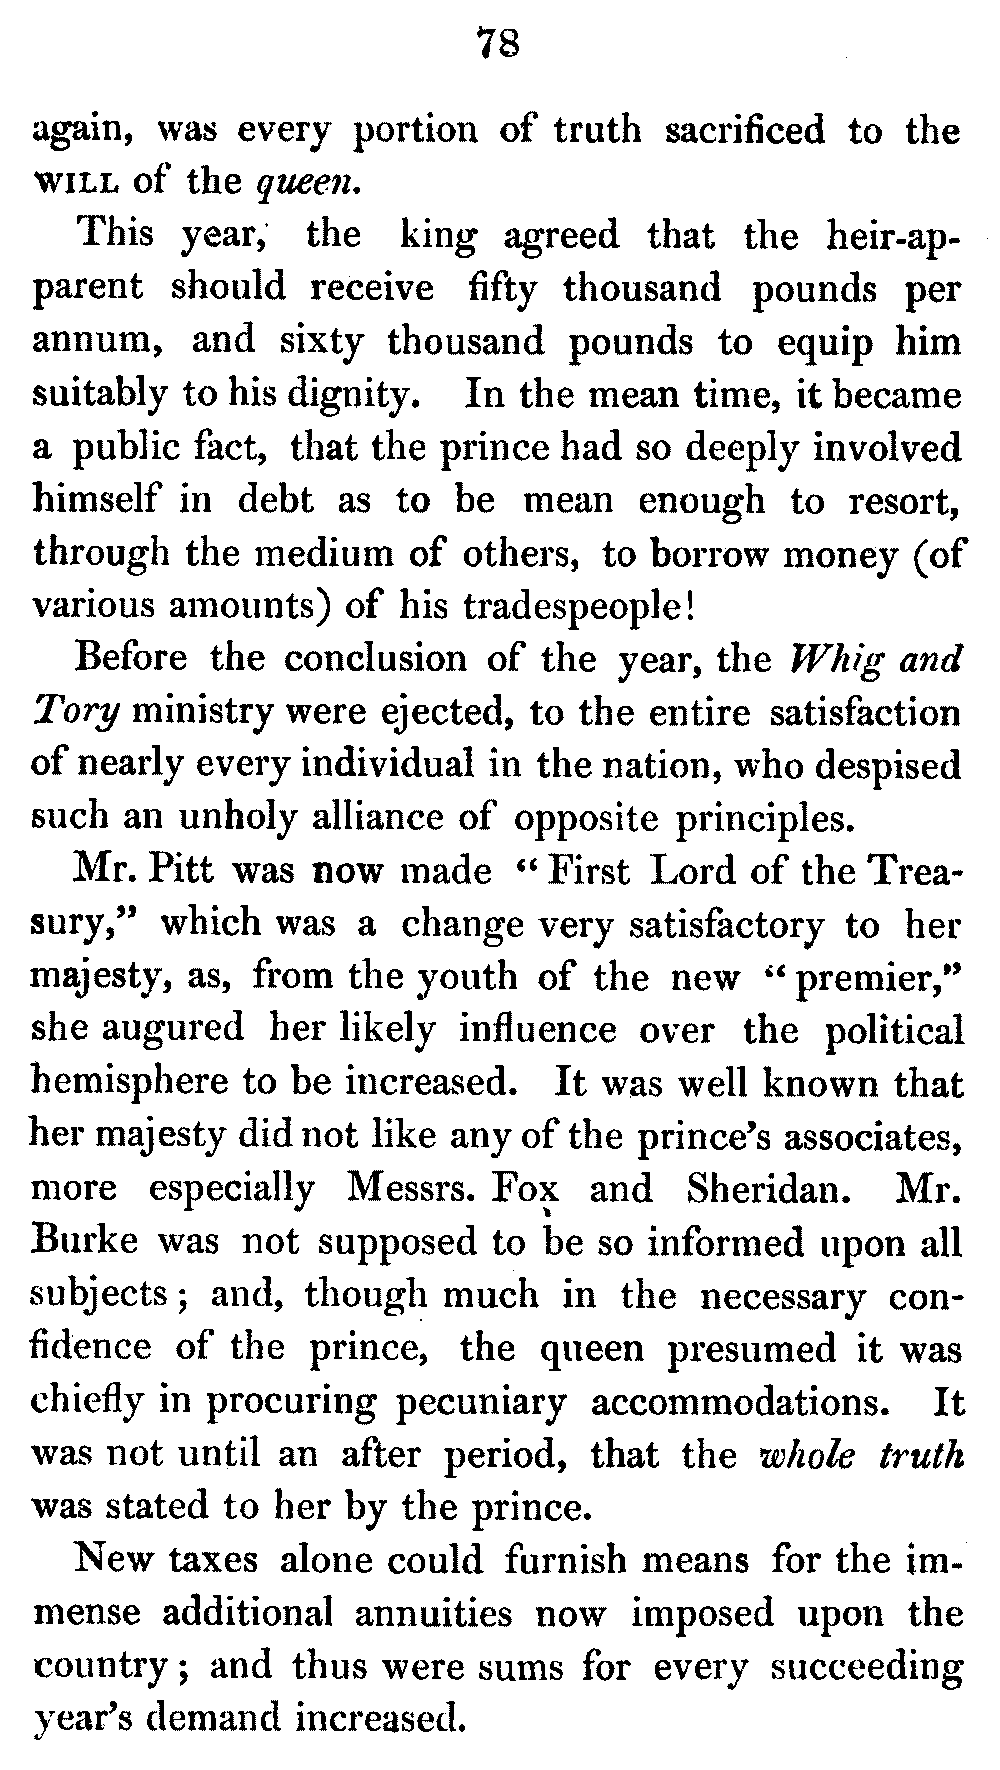 78
again, was every portion of truth sacrificed to the
WILL of the queen.
This year, the king agreed that the heir-ap-
parent should receive fifty thousand pounds per
annum, and sixty thousand pounds to equip him
suitably to his dignity. In the mean time, it became
a public fact, that the prince had so deeply involved
himself in debt as to be mean enough to resort,
through the medium of others, to borrow money (of
various amounts) of his tradespeople!
Before the conclusion of the year, the Whig and
Tory ministry were ejected, to the entire satisfaction
of nearly every individual in the nation, who despised
such an unholy alliance of opposite principles.
Mr. Pitt was now made “ First Lord of the Trea-
sury,” which was a change very satisfactory to her
majesty, as, from the youth of the new “ premier,”
she augured her likely influence over the political
hemisphere to be increased. It was well known that
her majesty did not like any of the prince’s associates,
more especially Messrs. Fox and Sheridan. Mr.
Burke was not supposed to be so informed upon all
subjects ; and, though much in the necessary con-
fidence of the prince, the queen presumed it was
chiefly in procuring pecuniary accommodations. It
was not until an after period, that the whole truth
was stated to her by the prince.
New taxes alone could furnish means for the im-
mense additional annuities now imposed upon the
country ; and thus were sums for every succeeding
year’s demand increased.